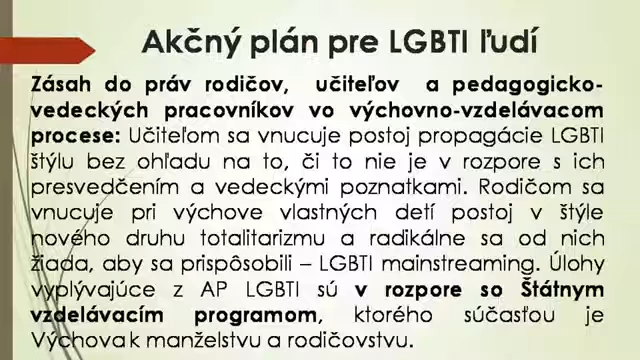 Akčný plán pre LGBTI ľudí
Zásah do práv rodičov, učiteľov a pedagogicko-
vedeckých pracovníkov vo výchovno-vzdelávacom
procese: Učiteľom sa vnucuje postoj propagácie LGBTI
štýlu bez ohľadu na to, či to nie je v rozpore s ich
presvedčením a vedeckými poznatkami. Rodičom sa
vnucuje pri výchove vlastných detí postoj v štýle
nového druhu totalitarizmu a radikálne sa od nich
žiada, aby sa prispôsobili – LGBTI mainstreaming. Úlohy
vyplývajúce z AP LGBTI sú v rozpore so Štátnym
vzdelávacím programom, ktorého súčasťou je
Výchova k manželstvu a rodičovstvu.